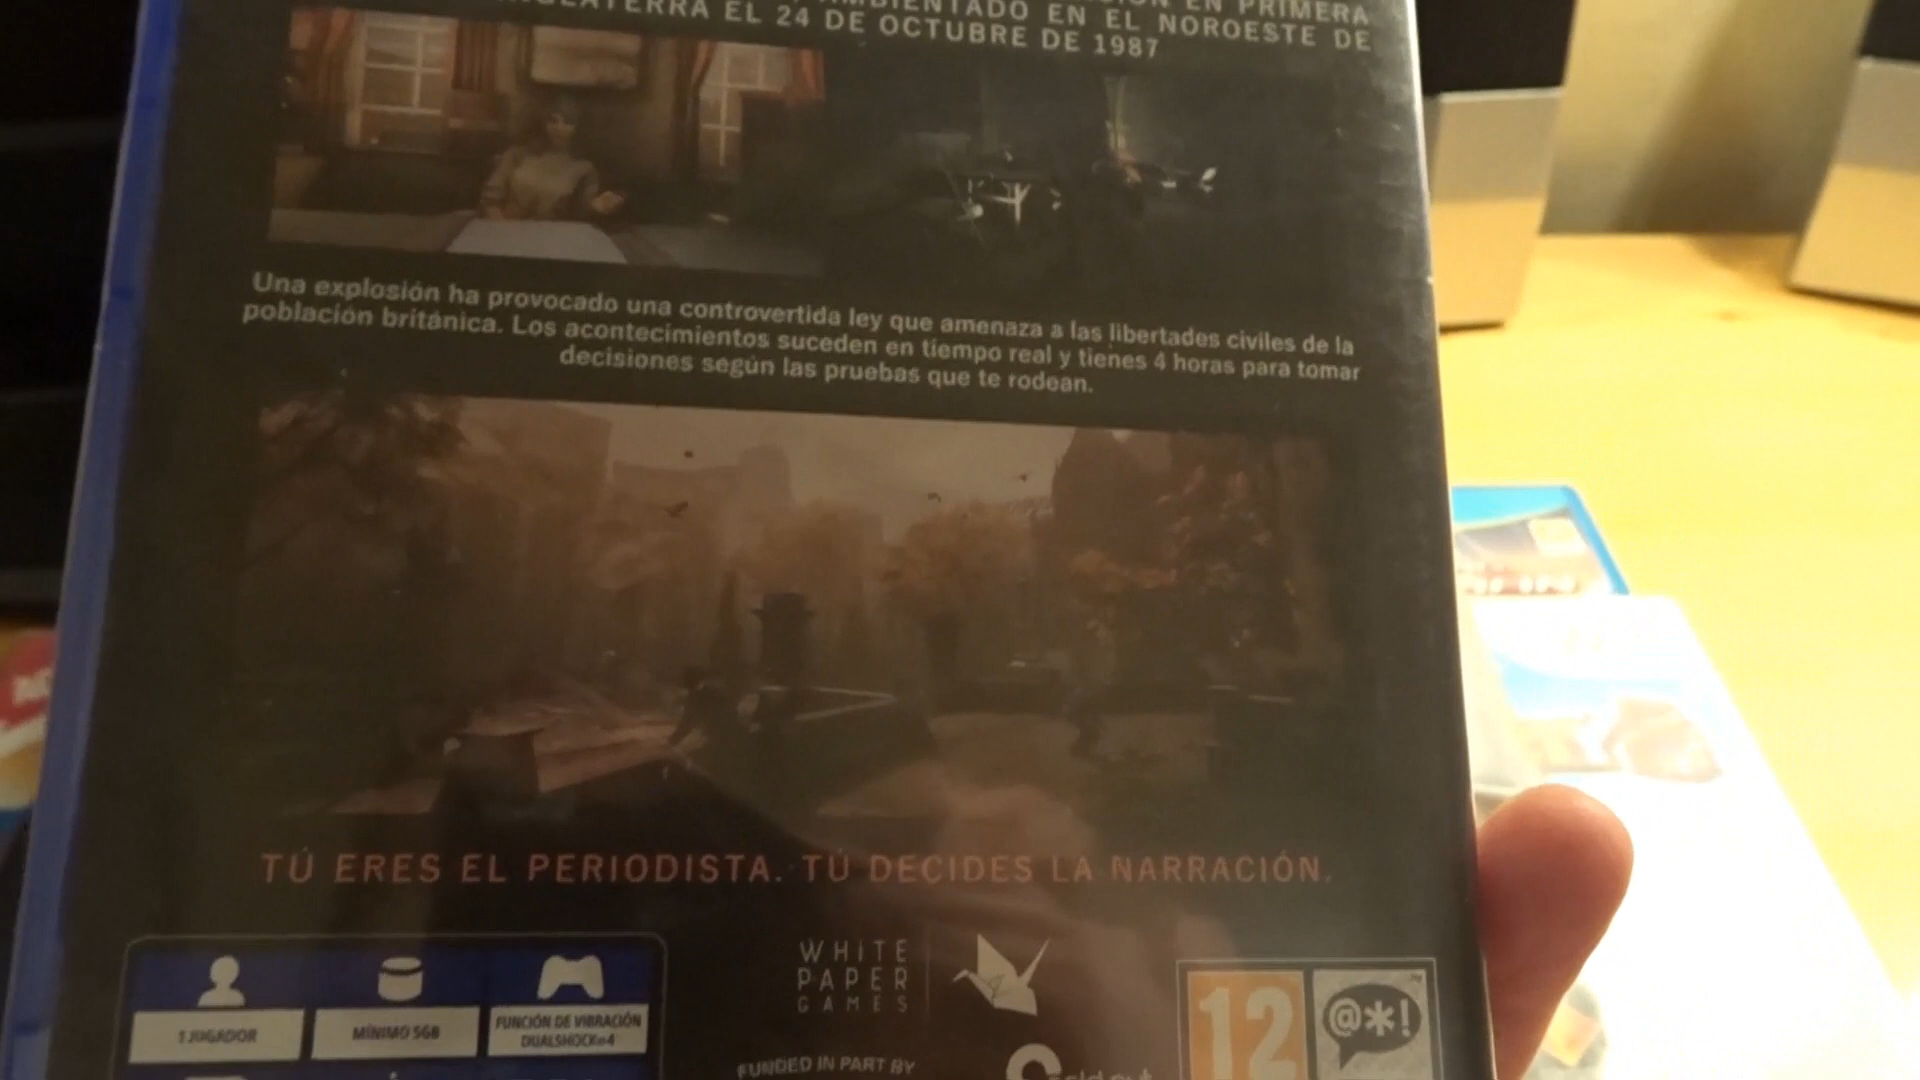 EN PRIMERA
AMBIENTADO EN EL NOROESTE DE
EL 24 DE OCTUBRE DE 1987
Una explosión ha provocado una controvertida ley que amenaza a las libertades civiles de la
población británica. Los acontecimientos suceden en tiempo real y tienes 4 horas para tomar
decisiones según las pruebas que te rodean.
TÚ ERES EL PERIODISTA. TÚ DECIDES LA NARRACIÓN.
WHITE
PAPER
GAMES
1 JUGADOR
MÍNIMO 5GB
FUNCIÓN DE VIBRACIÓN
DUALSHOCK®4
12
@*!
FUNDED IN PART BY